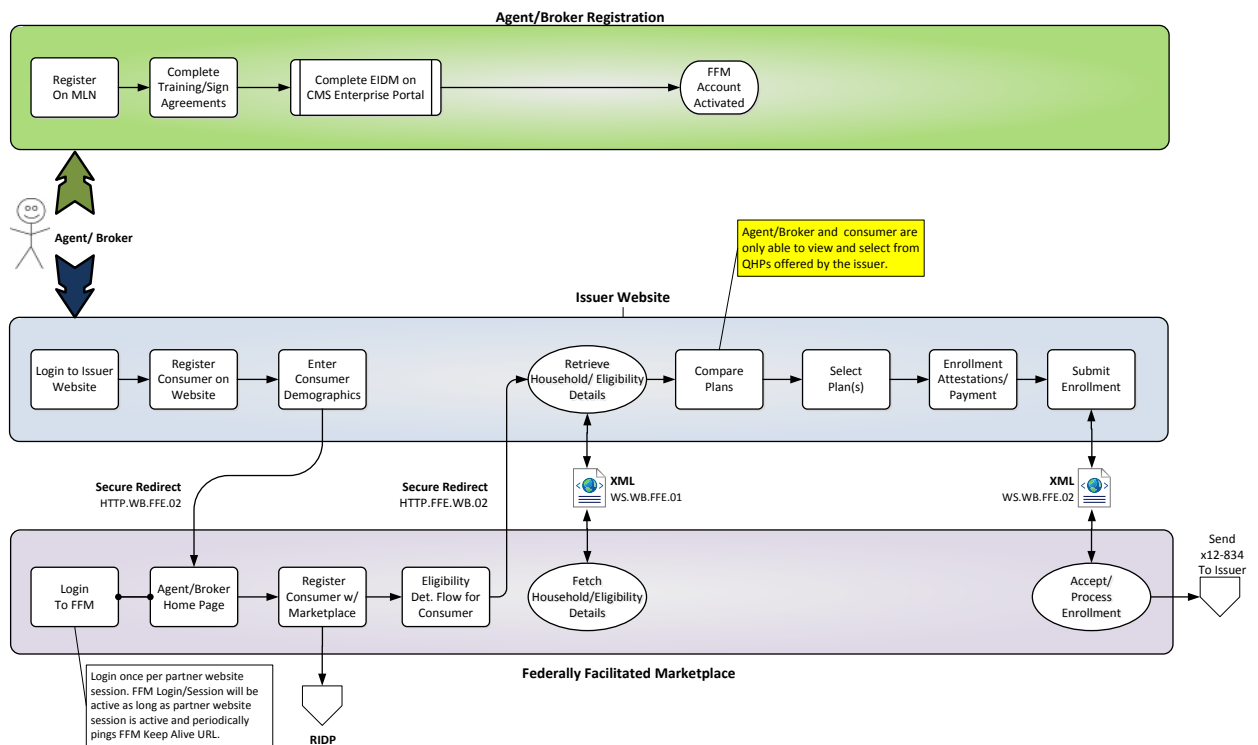 Agent/Broker Registration
Register
On MLN
Complete
Training/Sign
Agreements
Complete EIDM on
CMS Enterprise Portal
FFM
Account
Activated
Agent/ Broker
Agent/Broker and consumer are
only able to view and select from
QHPs offered by the issuer.
Issuer Website
Login to Issuer
Website
Register
Consumer on
Website
Enter
Consumer
Demographics
Retrieve
Household/ Eligibility
Details
Compare
Plans
Select
Plan(s)
Enrollment
Attestations/
Payment
Submit
Enrollment
Secure Redirect
HTTP.WB.FFE.02
Secure Redirect
HTTP.FFE.WB.02
XML
WS.WB.FFE.01
XML
WS.WB.FFE.02
Login
To FFM
Agent/Broker
Home Page
Register
Consumer w/
Marketplace
Eligibility
Det. Flow for
Consumer
Fetch
Household/Eligibility
Details
Accept/
Process
Enrollment
Send
x12-834
To Issuer
Federally Facilitated Marketplace
Login once per partner website
session. FFM Login/Session will be
active as long as partner website
session is active and periodically
pings FFM Keep Alive URL.
RIDP